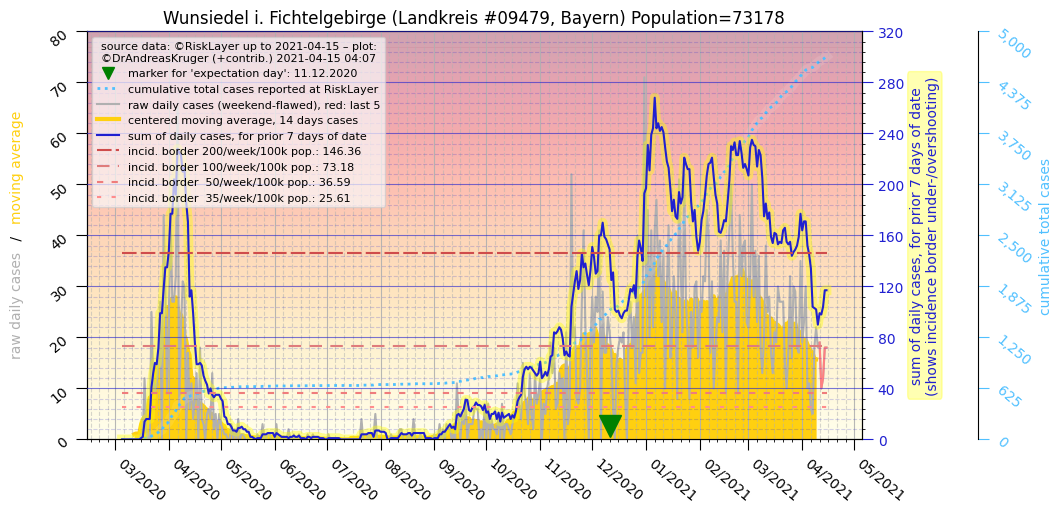 Wunsiedel i. Fichtelgebirge (Landkreis #09479, Bayern) Population=73178
source data: ©RiskLayer up to 2021-04-15 – plot:
©DrAndreasKruger (+contrib.) 2021-04-15 04:07
marker for 'expectation day': 11.12.2020
cumulative total cases reported at RiskLayer
raw daily cases (weekend-flawed), red: last 5
centered moving average, 14 days cases
sum of daily cases, for prior 7 days of date
incid. border 200/week/100k pop.: 146.36
incid. border 100/week/100k pop.: 73.18
incid. border  50/week/100k pop.: 36.59
incid. border  35/week/100k pop.: 25.61
raw daily cases  /  moving average
80
70
60
50
40
30
20
10
0
03/2020
04/2020
05/2020
06/2020
07/2020
08/2020
09/2020
10/2020
11/2020
12/2020
01/2021
02/2021
03/2021
04/2021
05/2021
320
280
240
200
160
120
80
40
0
sum of daily cases, for prior 7 days of date
(shows incidence border under-/overshooting)
5,000
4,375
3,750
3,125
2,500
1,875
1,250
625
0
cumulative total cases